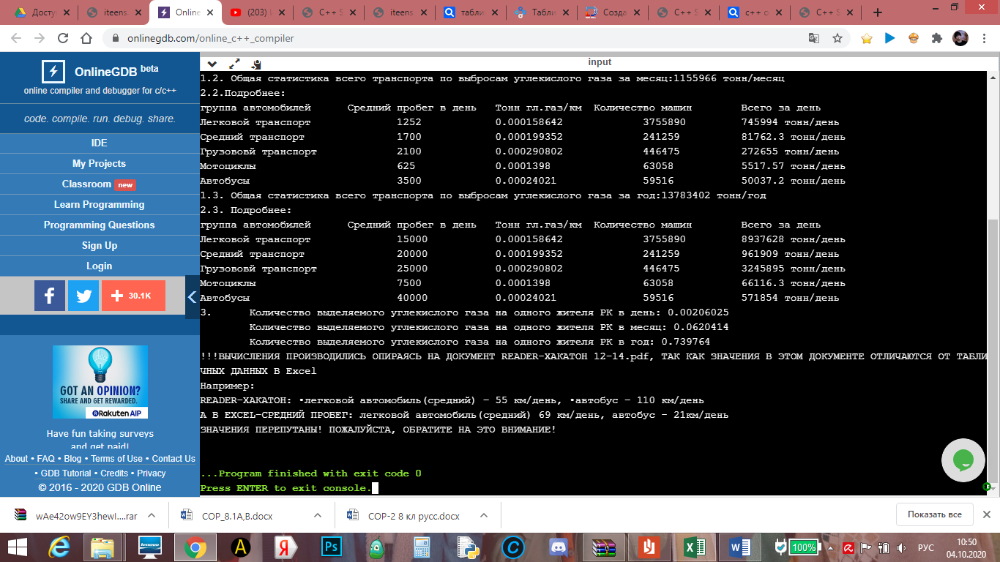 Досту
iteens.
Online
(203) I
C++ S
iteens
табли
Табли
Созда
C++ S
c++ c
C++ S
onlinegdb.com/online_c++_compiler
OnlineGDB beta
online compiler and debugger for c/c++
code. compile. run. debug. share.
IDE
My Projects
Classroom new
Learn Programming
Programming Questions
Sign Up
Login
30.1K
GOT AN OPINION?
SHARE AND GET REWARDED.
Rakuten AIP
Have fun taking surveys
and get paid!
About • FAQ • Blog • Terms of Use • Contact Us
• GDB Tutorial • Credits • Privacy
© 2016 - 2020 GDB Online
input
1.2. Общая статистика всего транспорта по выбросам углекислого газа за месяц:1155966 тонн/месяц
2.2.Подробнее:
группа автомобилей Средний пробег в день Тонн гл.газ/км Количество машин Всего за день
Легковой транспорт 1252 0.000158642 3755890 745994 тонн/день
Средний транспорт 1700 0.000199352 241259 81762.3 тонн/день
Грузововй транспорт 2100 0.000290802 446475 272655 тонн/день
Мотоциклы 625 0.0001398 63058 5517.57 тонн/день
Автобусы 3500 0.00024021 59516 50037.2 тонн/день
1.3. Общая статистика всего транспорта по выбросам углекислого газа за год:13783402 тонн/год
2.3. Подробнее:
группа автомобилей Средний пробег в день Тонн гл.газ/км Количество машин Всего за день
Легковой транспорт 15000 0.000158642 3755890 8937628 тонн/день
Средний транспорт 20000 0.000199352 241259 961909 тонн/день
Грузововй транспорт 25000 0.000290802 446475 3245895 тонн/день
Мотоциклы 7500 0.0001398 63058 66116.3 тонн/день
Автобусы 40000 0.00024021 59516 571854 тонн/день
3. Количество выделяемого углекислого газа на одного жителя РК в день: 0.00206025
Количество выделяемого углекислого газа на одного жителя РК в месяц: 0.0620414
Количество выделяемого углекислого газа на одного жителя РК в год: 0.739764
!!!ВЫЧИСЛЕНИЯ ПРОИЗВОДИЛИСЬ ОПИРАЯСЬ НА ДОКУМЕНТ READER-ХАКАТОН 12-14.pdf, ТАК КАК ЗНАЧЕНИЯ В ЭТОМ ДОКУМЕНТЕ ОТЛИЧАЮТСЯ ОТ ТАБЛИ
ЧНЫХ ДАННЫХ В Excel
Например:
READER-ХАКАТОН: •легковой автомобиль(средний) – 55 км/день, •автобус – 110 км/день
А В EXCEL-СРЕДНИЙ ПРОБЕГ: легковой автомобиль(средний) 69 км/день, автобус - 21км/день
ЗНАЧЕНИЯ ПЕРЕПУТАНЫ! ПОЖАЛУЙСТА, ОБРАТИТЕ НА ЭТО ВНИМАНИЕ!
...Program finished with exit code 0
Press ENTER to exit console.
wAe42ow9EY3hewI....rar
СОР_8.1А,В.docx
СОР-2 8 кл русс.docx
Показать все
100%
РУС
10:50
04.10.2020